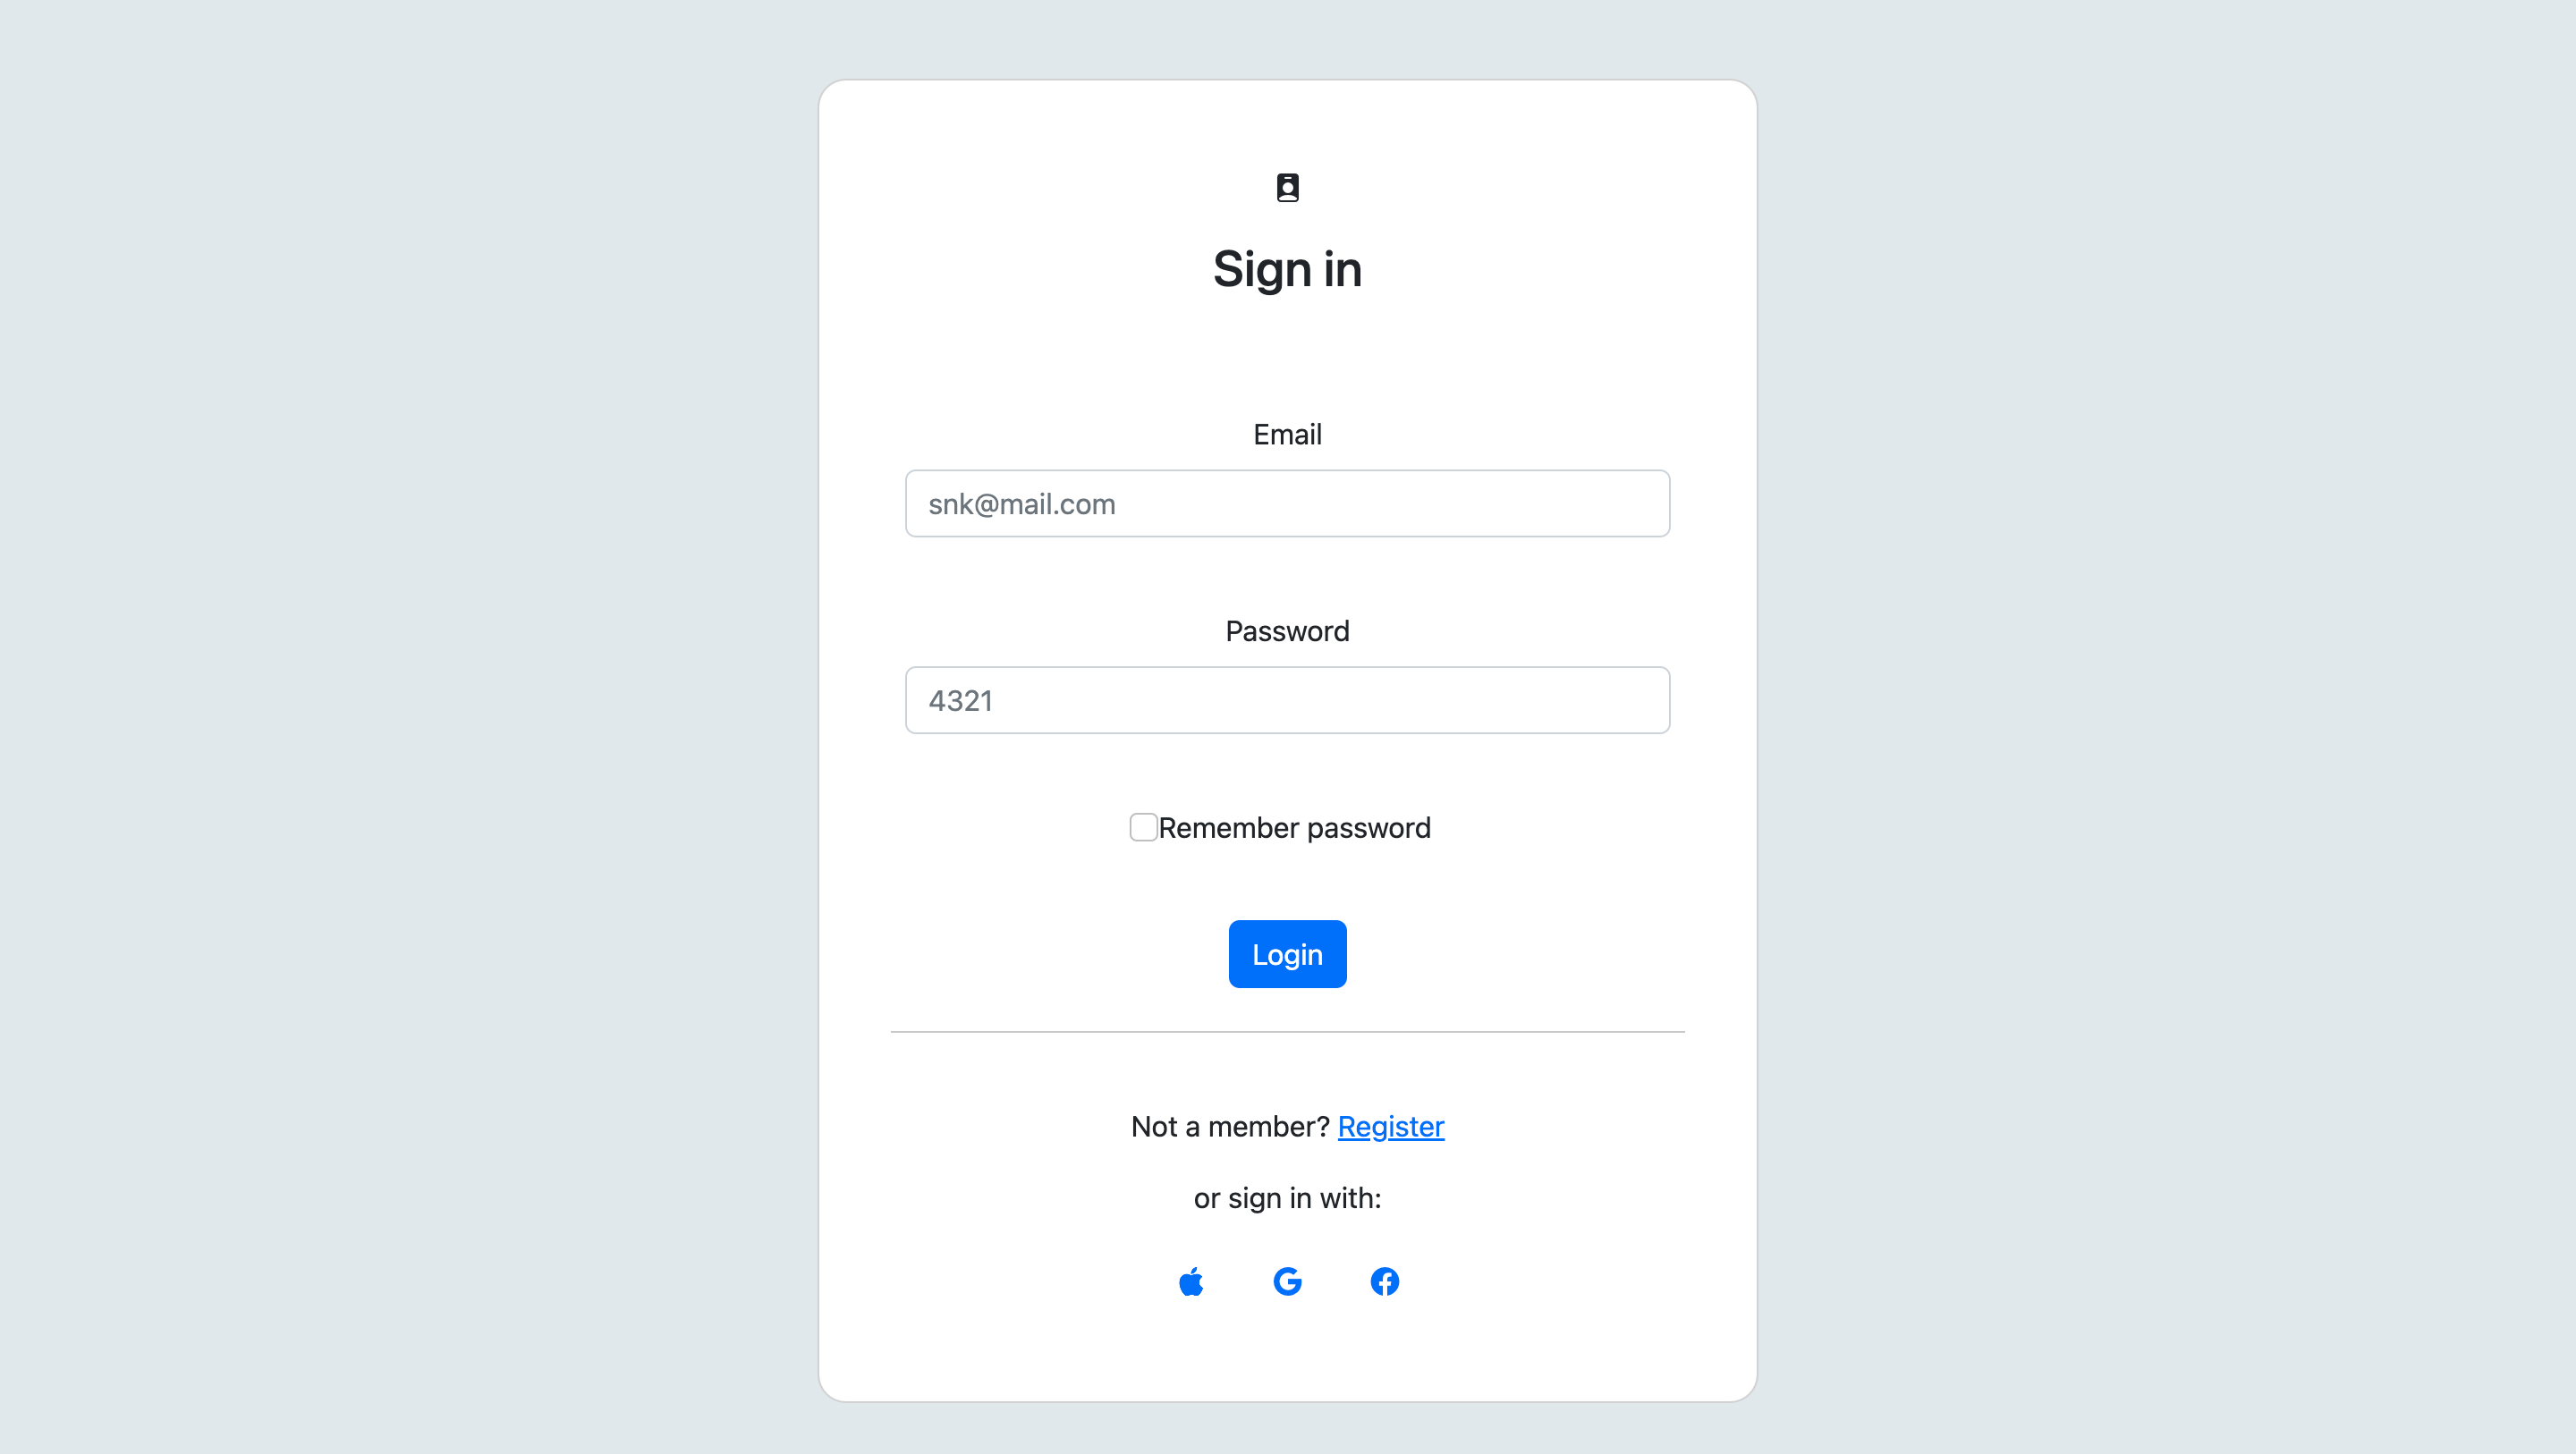 Sign in
Email
snk@mail.com
Password
4321
Remember password
Login
Not a member? Register
or sign in with: